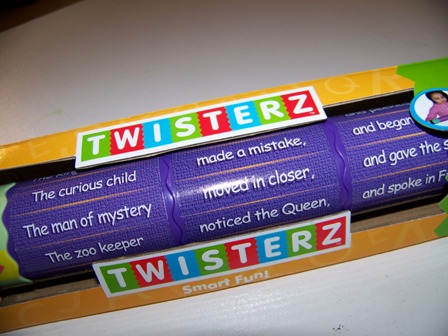 TWISTERZ
The curious child
The man of mystery
The zoo keeper
made a mistake,
moved in closer,
noticed the Queen,
and began
and gave the
and spoke in
TWISTERZ
Smart Fun!